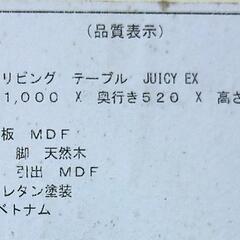 (品質表示)
リビング テーブル JUICY EX
1,000 X 奥行き520 X 高さ
板 MDF
脚 天然木
引出 MDF
レタン塗装
ベトナム